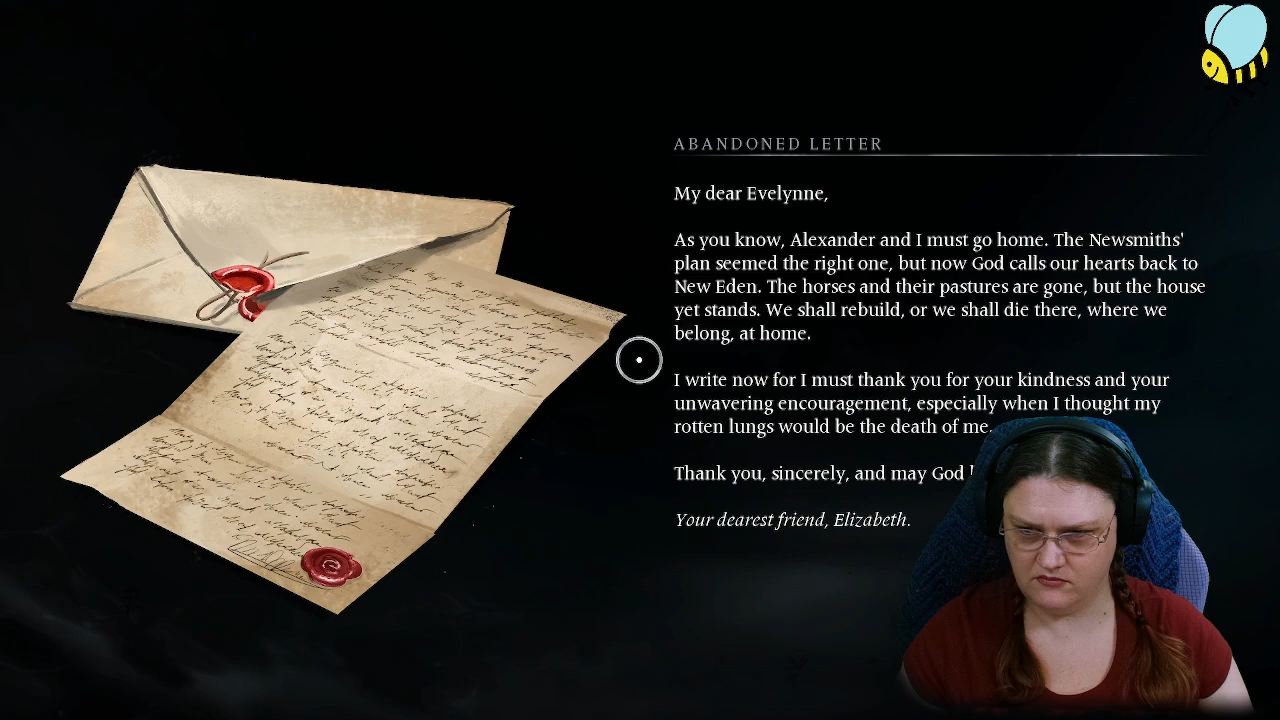 ABANDONED LETTER
My dear Evelynne,
As you know, Alexander and I must go home. The Newsmiths'
plan seemed the right one, but now God calls our hearts back to
New Eden. The horses and their pastures are gone, but the house
yet stands. We shall rebuild, or we shall die there, where we
belong, at home.
I write now for I must thank you for your kindness and your
unwavering encouragement, especially when I thought my
rotten lungs would be the death of me.
Thank you, sincerely, and may God
Your dearest friend, Elizabeth.